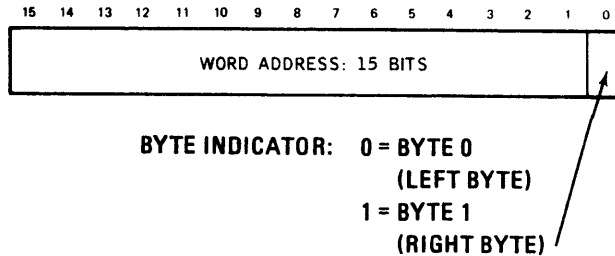 15 14 13 12 11 10 9 8 7 6 5 4 3 2 1 0
WORD ADDRESS: 15 BITS
BYTE INDICATOR: 0 = BYTE 0
(LEFT BYTE)
1 = BYTE 1
(RIGHT BYTE)